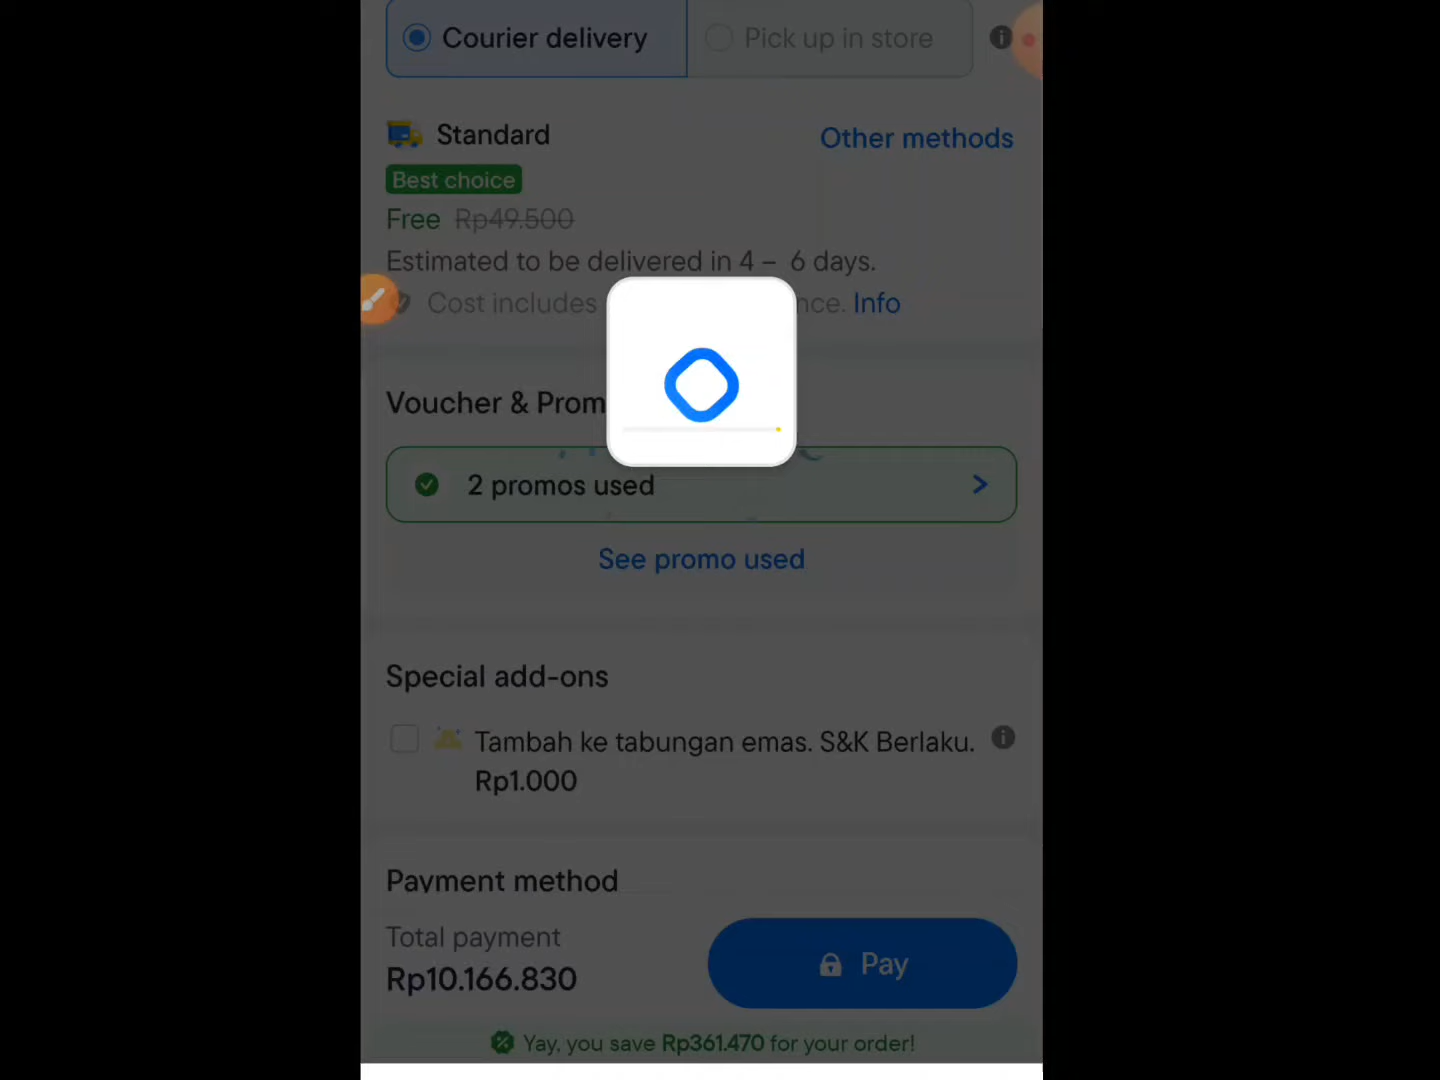 Courier delivery
Pick up in store
Standard
Other methods
Best choice
Free Rp49.500
Estimated to be delivered in 4 – 6 days.
Cost includes
Info
Voucher & Prom
2 promos used
See promo used
Special add-ons
Tambah ke tabungan emas. S&K Berlaku.
Rp1.000
Payment method
Total payment
Rp10.166.830
Pay
Yay, you save Rp361.470 for your order!